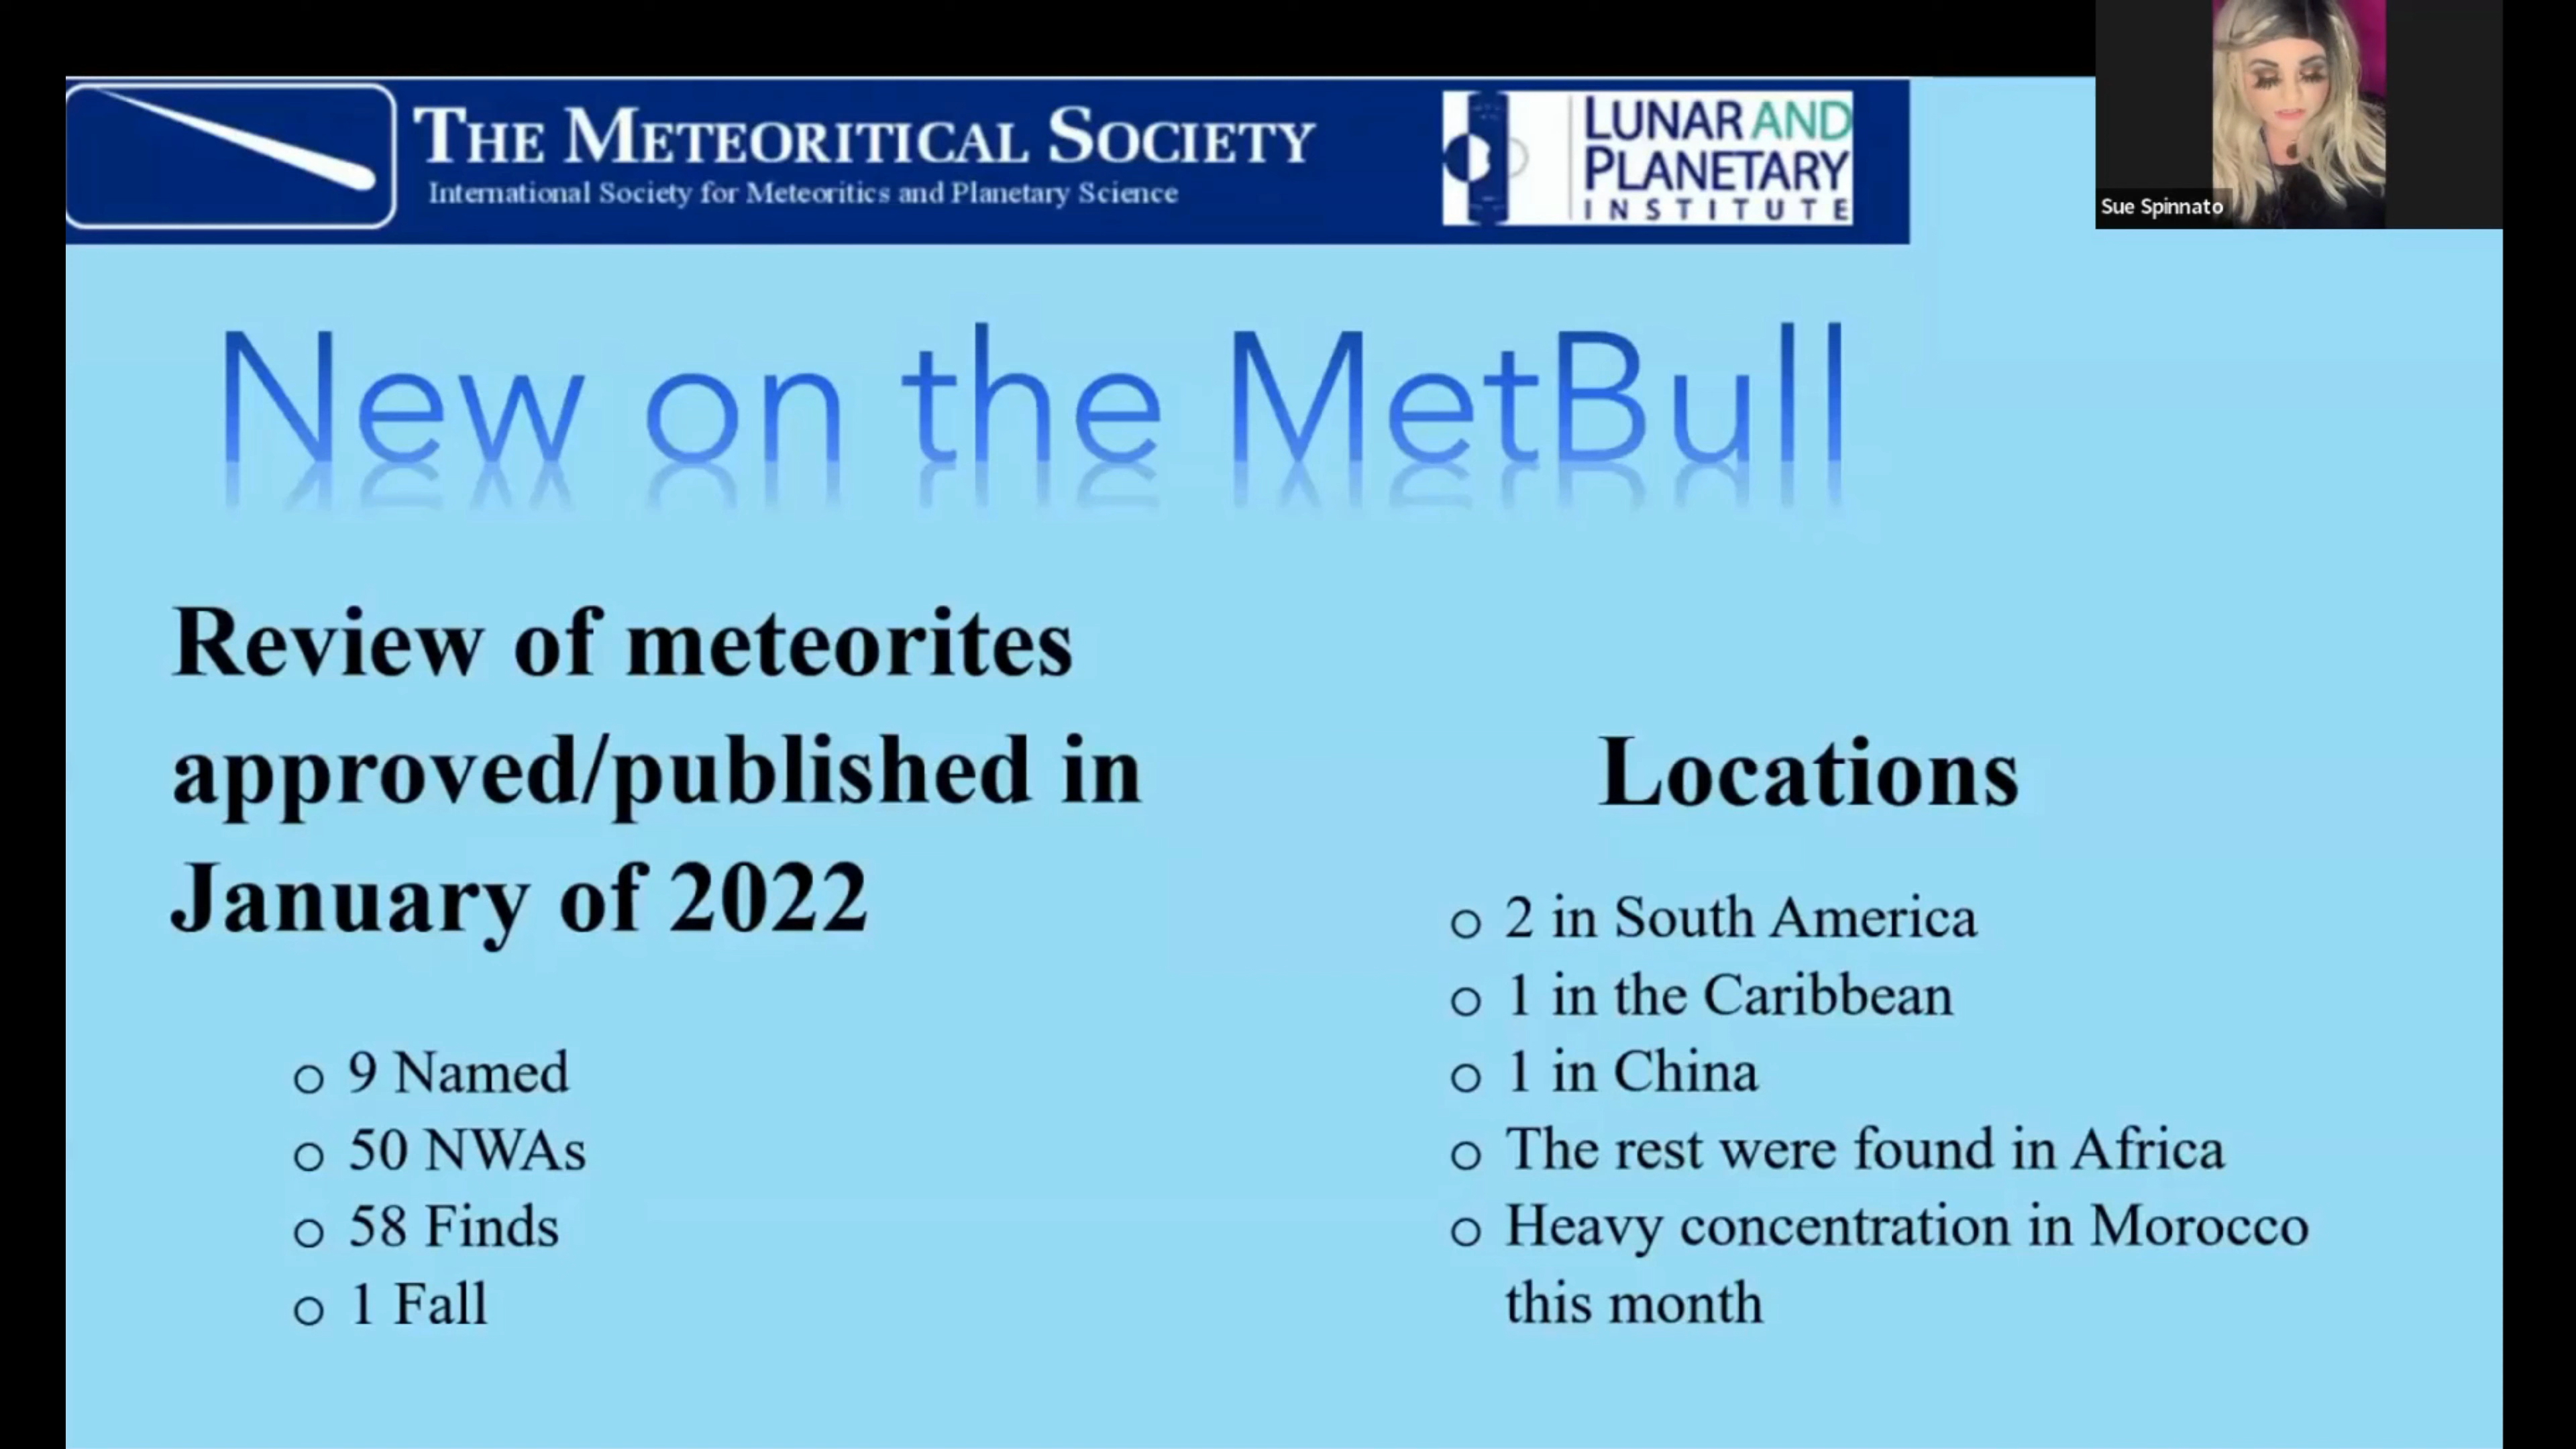 THE METEORITICAL SOCIETY
International Society for Meteoritics and Planetary Science
LUNAR AND
PLANETARY
INSTITUTE
Sue Spinnato
New on the MetBull
Review of meteorites
approved/published in
January of 2022
o 9 Named
o 50 NWAs
o 58 Finds
o 1 Fall
Locations
o 2 in South America
o 1 in the Caribbean
o 1 in China
o The rest were found in Africa
o Heavy concentration in Morocco
this month